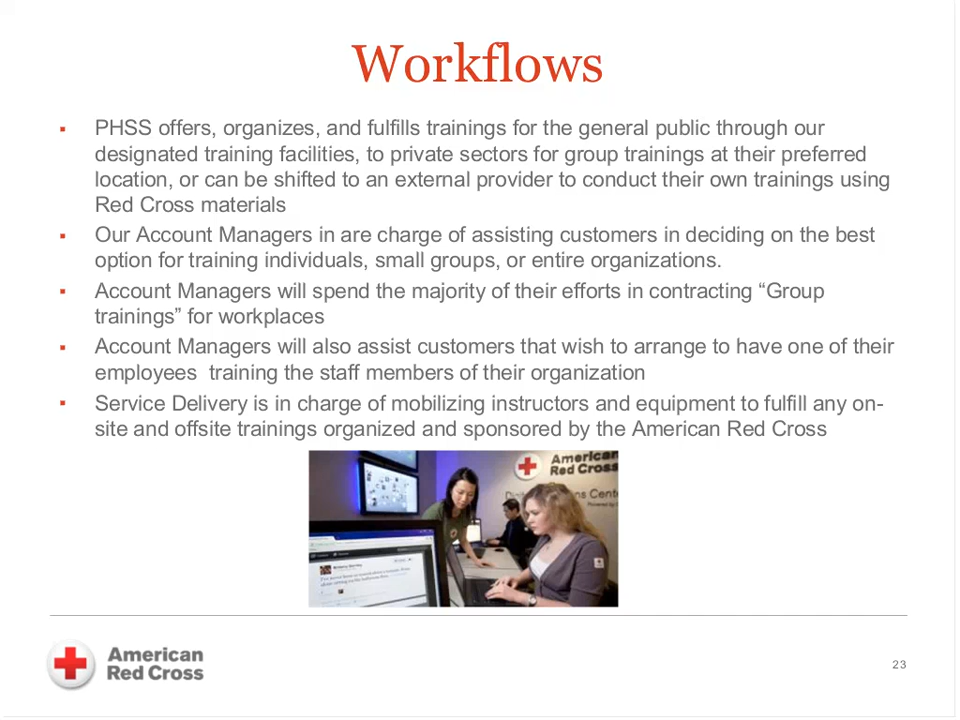 Workflows
▪ PHSS offers, organizes, and fulfills trainings for the general public through our
designated training facilities, to private sectors for group trainings at their preferred
location, or can be shifted to an external provider to conduct their own trainings using
Red Cross materials
▪ Our Account Managers in are charge of assisting customers in deciding on the best
option for training individuals, small groups, or entire organizations.
▪ Account Managers will spend the majority of their efforts in contracting “Group
trainings” for workplaces
▪ Account Managers will also assist customers that wish to arrange to have one of their
employees  training the staff members of their organization
▪ Service Delivery is in charge of mobilizing instructors and equipment to fulfill any on-
site and offsite trainings organized and sponsored by the American Red Cross
American
Red Cross
American
Red Cross
23